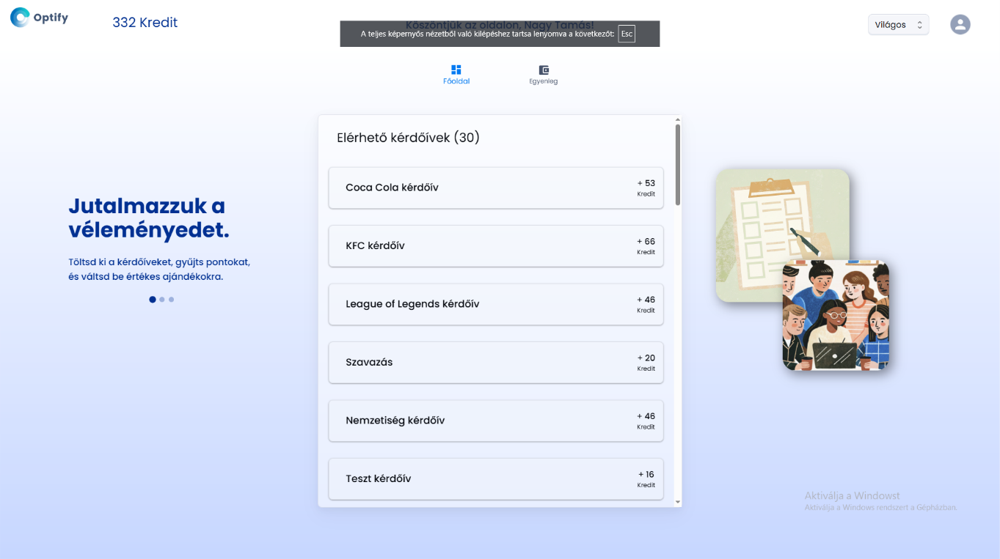 Optify
332 Kredit
Köszöntjük az oldalon, Nagy Tamás!
A teljes képernyős nézetből való kilépéshez tartsa lenyomva a következőt: Esc
Világos
Főoldal
Egyenleg
Jutalmazzuk a
véleményedet.
Töltsd ki a kérdőíveket, gyűjts pontokat,
és váltsd be értékes ajándékokra.
Elérhető kérdőívek (30)
Coca Cola kérdőív
+ 53
Kredit
KFC kérdőív
+ 66
Kredit
League of Legends kérdőív
+ 46
Kredit
Szavazás
+ 20
Kredit
Nemzetiség kérdőív
+ 46
Kredit
Teszt kérdőív
+ 16
Kredit
Aktiválja a Windowst
Aktiválja a Windows rendszert a Gépházban.